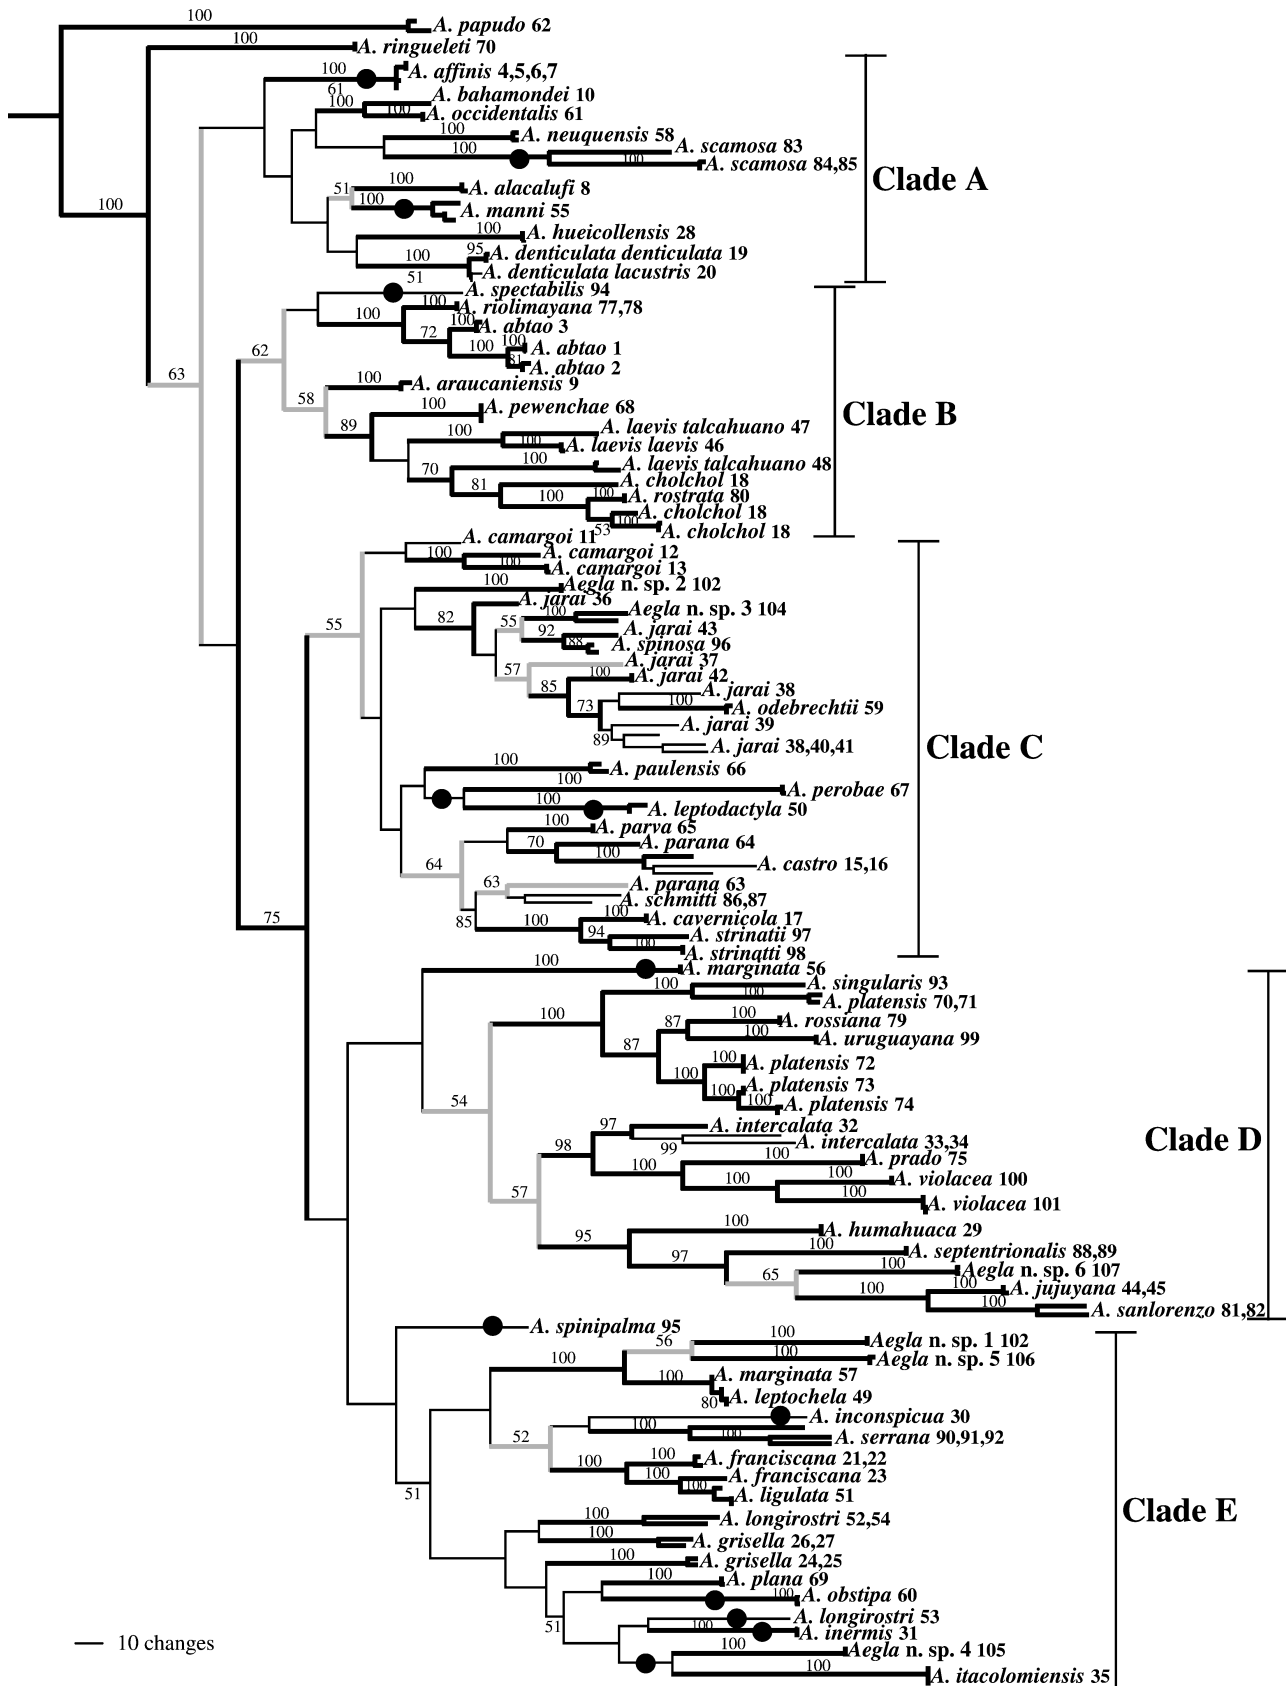 100
A. papudo 62
100
A. ringueleti 70
100
A. affinis 4,5,6,7
61
100
A. bahamondei 10
100
A. occidentalis 61
100
A. neuquensis 58
100
A. scamosa 83
100
A. scamosa 84,85
Clade A
51
100
A. alacalufi 8
100
A. manni 55
100
100
A. hueicollensis 28
95
A. denticulata denticulata 19
100
A. denticulata lacustris 20
51
A. spectabilis 94
100
A. riolimayana 77,78
100
100
A. abtao 3
72
100
A. abtao 1
100
81
A. abtao 2
62
63
100
A. araucaniensis 9
58
100
A. pewenchae 68
Clade B
89
100
A. laevis talcahuano 47
100
A. laevis laevis 46
70
100
A. laevis talcahuano 48
81
A. cholchol 18
100
100
A. rostrata 80
A. cholchol 18
53
100
A. cholchol 18
A. camargoi 11
100
A. camargoi 12
100
A. camargoi 13
100
Aegla n. sp. 2 102
A. jarai 36
82
100
Aegla n. sp. 3 104
55
55
92
A. jarai 43
88
A. spinosa 96
57
A. jarai 37
100
A. jarai 42
85
A. jarai 38
73
100
A. odebrechtii 59
A. jarai 39
89
A. jarai 38,40,41
Clade C
100
A. paulensis 66
100
A. perobae 67
100
A. leptodactyla 50
100
A. parva 65
70
A. parana 64
100
A. castro 15,16
64
63
A. parana 63
A. schmitti 86,87
85
100
100
A. cavernicola 17
94
A. strinatii 97
100
A. strinatti 98
75
100
A. marginata 56
100
A. singularis 93
100
A. platensis 70,71
100
87
100
A. rossiana 79
100
A. uruguayana 99
87
100
A. platensis 72
100
A. platensis 73
100
100
A. platensis 74
54
97
A. intercalata 32
98
99
A. intercalata 33,34
Clade D
100
A. prado 75
100
100
A. violacea 100
100
100
A. violacea 101
57
100
A. humahuaca 29
95
100
A. septentrionalis 88,89
97
100
Aegla n. sp. 6 107
65
100
100
A. jujuyana 44,45
100
A. sanlorenzo 81,82
A. spinipalma 95
56
100
Aegla n. sp. 1 102
100
100
Aegla n. sp. 5 106
100
A. marginata 57
80
A. leptochela 49
A. inconspicua 30
100
100
A. serrana 90,91,92
52
100
A. franciscana 21,22
100
A. franciscana 23
100
A. ligulata 51
51
Clade E
100
A. longirostri 52,54
100
A. grisella 26,27
100
A. grisella 24,25
100
A. plana 69
100
A. obstipa 60
51
A. longirostri 53
100
A. inermis 31
100
Aegla n. sp. 4 105
100
A. itacolomiensis 35
10 changes